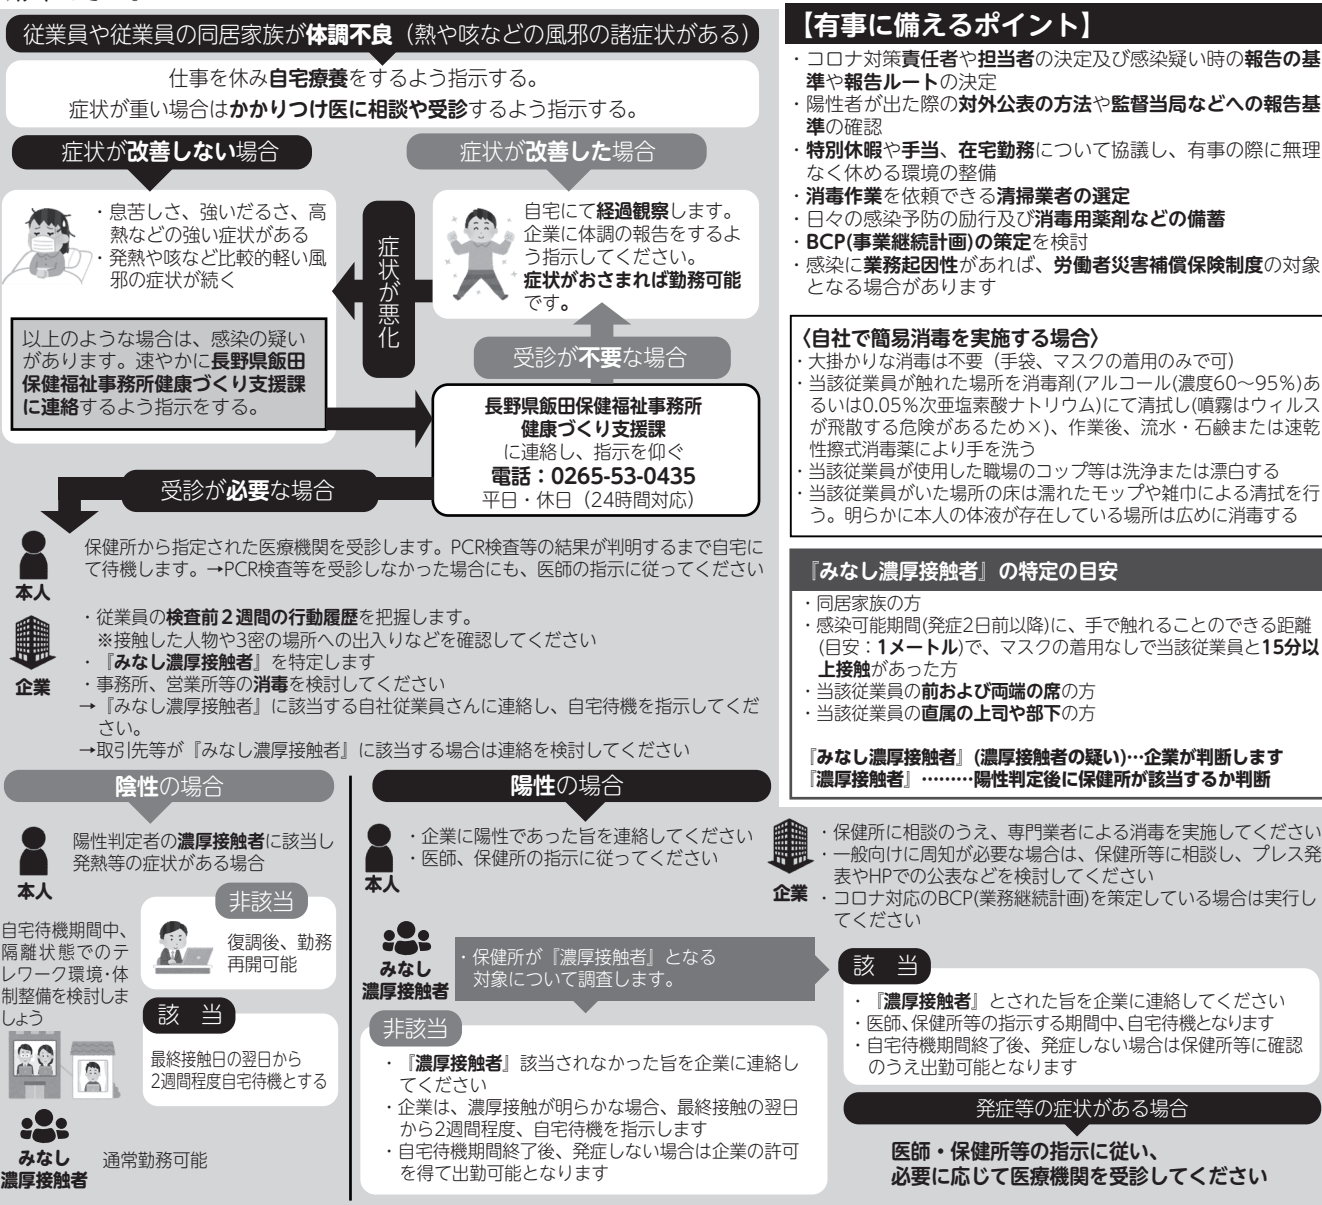 従業員や従業員の同居家族が体調不良（熱や咳などの風邪の諸症状がある）
仕事を休み自宅療養をするよう指示する。
症状が重い場合はかかりつけ医に相談や受診するよう指示する。
症状が改善しない場合
症状が改善した場合
・息苦しさ、強いだるさ、高
熱などの強い症状がある
・発熱や咳など比較的軽い風
邪の症状が続く
症状が悪化
自宅にて経過観察します。
企業に体調の報告をするよ
う指示してください。
症状がおさまれば勤務可能
です。
以上のような場合は、感染の疑い
があります。速やかに長野県飯田
保健福祉事務所健康づくり支援課
に連絡するよう指示をする。
受診が不要な場合
長野県飯田保健福祉事務所
健康づくり支援課
に連絡し、指示を仰ぐ
電話：0265-53-0435
平日・休日（24時間対応）
受診が必要な場合
本人
保健所から指定された医療機関を受診します。PCR検査等の結果が判明するまで自宅に
て待機します。→PCR検査等を受診しなかった場合にも、医師の指示に従ってください
企業
・従業員の検査前２週間の行動履歴を把握します。
※接触した人物や3密の場所への出入りなどを確認してください
・『みなし濃厚接触者』を特定します
・事務所、営業所等の消毒を検討してください
→『みなし濃厚接触者』に該当する自社従業員さんに連絡し、自宅待機を指示してくだ
さい。
→取引先等が『みなし濃厚接触者』に該当する場合は連絡を検討してください
【有事に備えるポイント】
・コロナ対策責任者や担当者の決定及び感染疑い時の報告の基
準や報告ルートの決定
・陽性者が出た際の対外公表の方法や監督当局などへの報告基
準の確認
・特別休暇や手当、在宅勤務について協議し、有事の際に無理
なく休める環境の整備
・消毒作業を依頼できる清掃業者の選定
・日々の感染予防の励行及び消毒用薬剤などの備蓄
・BCP(事業継続計画)の策定を検討
・感染に業務起因性があれば、労働者災害補償保険制度の対象
となる場合があります
〈自社で簡易消毒を実施する場合〉
・大掛かりな消毒は不要（手袋、マスクの着用のみで可）
・当該従業員が触れた場所を消毒剤(アルコール(濃度60～95％)あ
るいは0.05％次亜塩素酸ナトリウム)にて清拭し(噴霧はウィルス
が飛散する危険があるため×)、作業後、流水・石鹸または速乾
性擦式消毒薬により手を洗う
・当該従業員が使用した職場のコップ等は洗浄または漂白する
・当該従業員がいた場所の床は濡れたモップや雑巾による清拭を行
う。明らかに本人の体液が存在している場所は広めに消毒する
『みなし濃厚接触者』の特定の目安
・同居家族の方
・感染可能期間(発症2日前以降)に、手で触れることのできる距離
(目安：1メートル)で、マスクの着用なしで当該従業員と15分以
上接触があった方
・当該従業員の前および両端の席の方
・当該従業員の直属の上司や部下の方
『みなし濃厚接触者』(濃厚接触者の疑い)…企業が判断します
『濃厚接触者』………陽性判定後に保健所が該当するか判断
陰性の場合
本人
陽性判定者の濃厚接触者に該当し
発熱等の症状がある場合
自宅待機期間中、
隔離状態でのテ
レワーク環境・体
制整備を検討しま
しょう
非該当
復調後、勤務
再開可能
該　当
最終接触日の翌日から
2週間程度自宅待機とする
みなし
濃厚接触者
通常勤務可能
陽性の場合
本人
・企業に陽性であった旨を連絡してください
・医師、保健所の指示に従ってください
企業
・保健所に相談のうえ、専門業者による消毒を実施してください
・一般向けに周知が必要な場合は、保健所等に相談し、プレス発
表やHPでの公表などを検討してください
・コロナ対応のBCP(業務継続計画)を策定している場合は実行し
てください
みなし
濃厚接触者
・保健所が『濃厚接触者』となる
対象について調査します。
非該当
・『濃厚接触者』該当されなかった旨を企業に連絡し
てください
・企業は、濃厚接触が明らかな場合、最終接触の翌日
から2週間程度、自宅待機を指示します
・自宅待機期間終了後、発症しない場合は企業の許可
を得て出勤可能となります
該　当
・『濃厚接触者』とされた旨を企業に連絡してください
・医師、保健所等の指示する期間中、自宅待機となります
・自宅待機期間終了後、発症しない場合は保健所等に確認
のうえ出勤可能となります
発症等の症状がある場合
医師・保健所等の指示に従い、
必要に応じて医療機関を受診してください